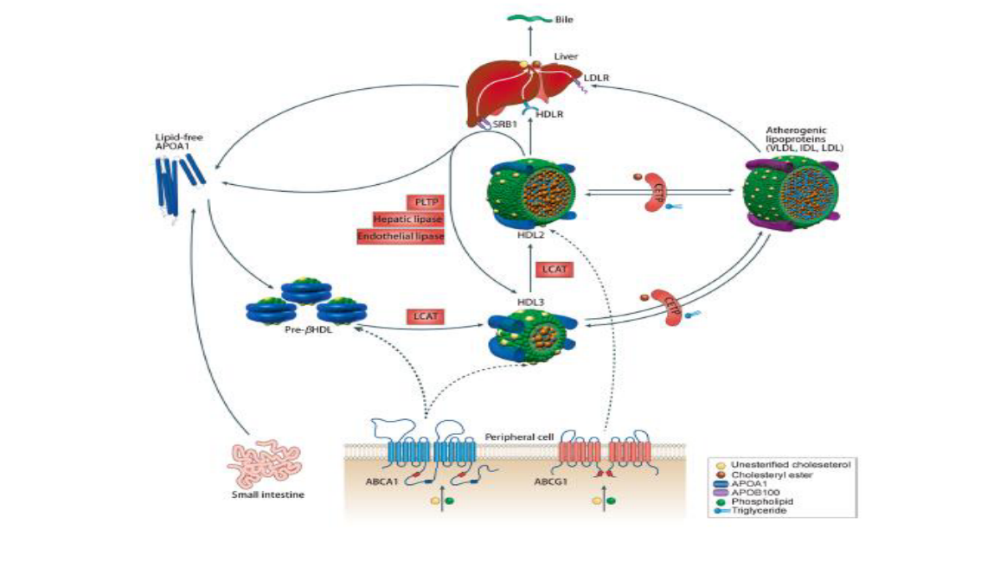 Bile
Liver
LDLR
HDLR
SRB1
Lipid-free
APOA1
Atherogenic
lipoproteins
(VLDL, IDL, LDL)
PLTP
Hepatic lipase
Endothelial lipase
CETP
HDL2
LCAT
HDL3
CETP
LCAT
Pre-βHDL
Peripheral cell
ABCA1
ABCG1
Small intestine
Unesterified choleseterol
Cholesteryl ester
APOA1
APOB100
Phospholipid
Triglyceride